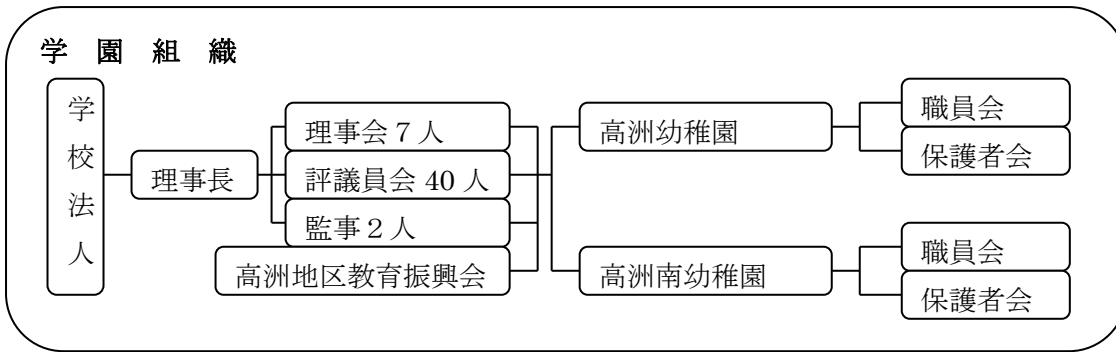 学 園 組 織
学校法人
理事長
理事会７人
評議員会 40 人
監事２人
高洲地区教育振興会
高洲幼稚園
職員会
保護者会
高洲南幼稚園
職員会
保護者会